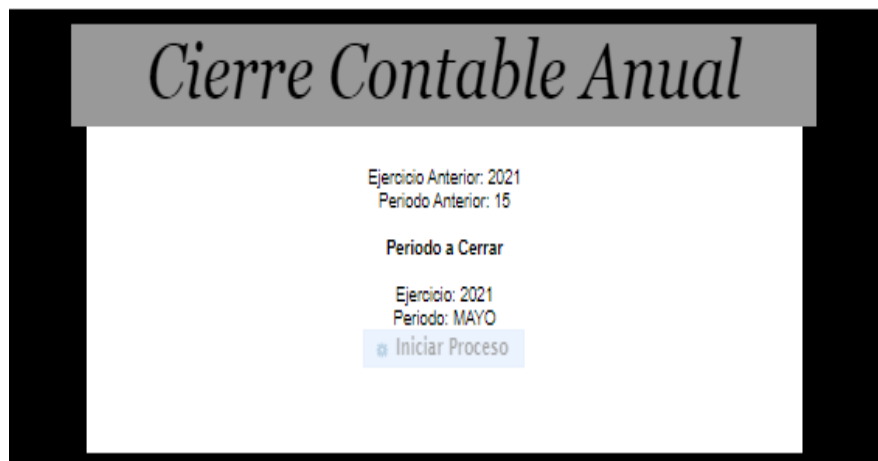 Cierre Contable Anual
Ejercicio Anterior: 2021
Periodo Anterior: 15
Periodo a Cerrar
Ejercicio: 2021
Periodo: MAYO
Iniciar Proceso